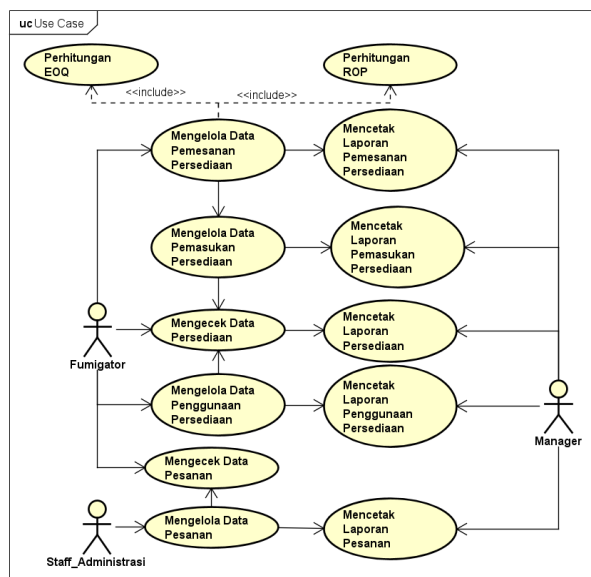 uc Use Case
Perhitungan
EOQ
Perhitungan
ROP
<<include>>
<<include>>
Mengelola Data
Pemesanan
Persediaan
Mencetak
Laporan
Pemesanan
Persediaan
Mengelola Data
Pemasukan
Persediaan
Mencetak
Laporan
Pemasukan
Persediaan
Mengecek Data
Persediaan
Mencetak
Laporan
Persediaan
Fumigator
Mengelola Data
Penggunaan
Persediaan
Mencetak
Laporan
Penggunaan
Persediaan
Manager
Mengecek Data
Pesanan
Mengelola Data
Pesanan
Mencetak
Laporan
Pesanan
Staff_Administrasi